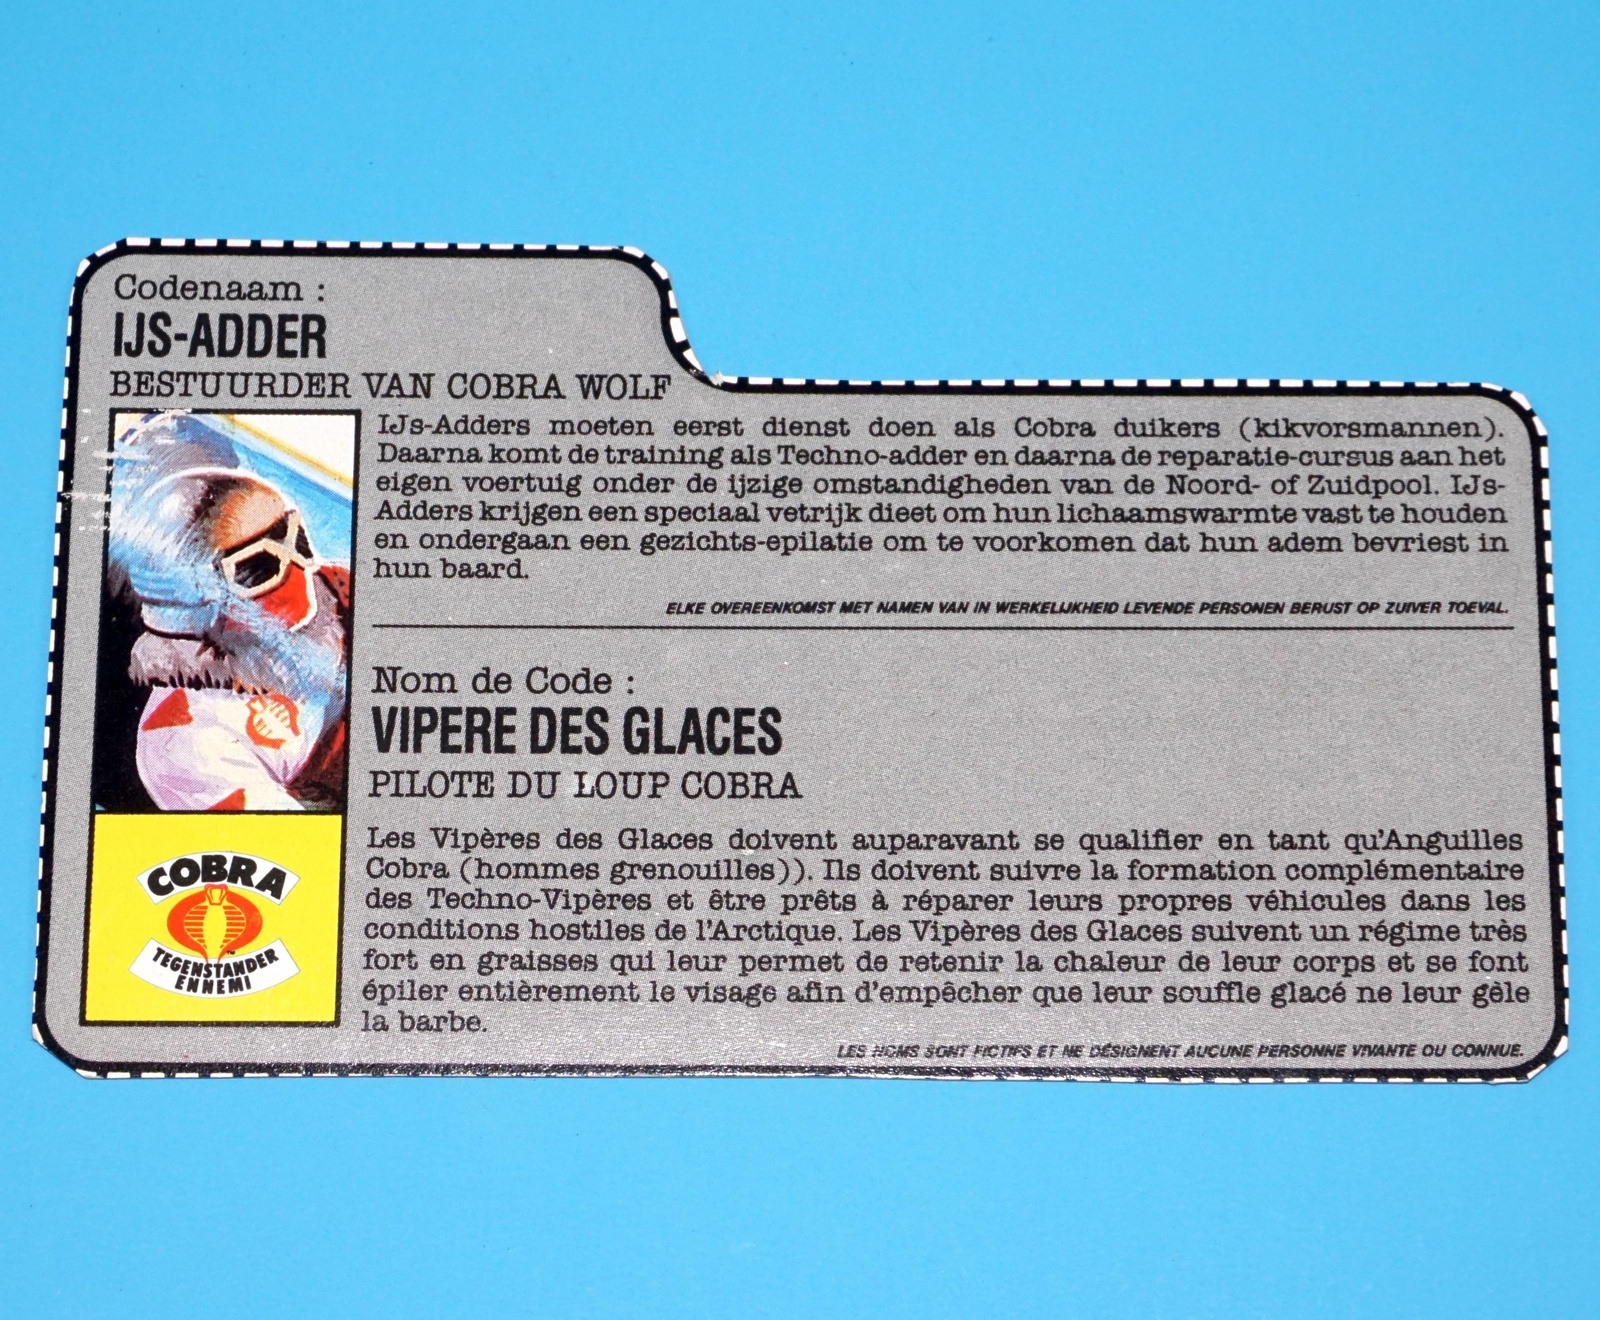 Codenaam :
IJS-ADDER
BESTUURDER VAN COBRA WOLF
IJs-Adders moeten eerst dienst doen als Cobra duikers (kikvorsmannen).
Daarna komt de training als Techno-adder en daarna de reparatie-cursus aan het
eigen voertuig onder de ijzige omstandigheden van de Noord- of Zuidpool. IJs-
Adders krijgen een speciaal vetrijk dieet om hun lichaamswarmte vast te houden
en ondergaan een gezichts-epilatie om te voorkomen dat hun adem bevriest in
hun baard.
ELKE OVEREENKOMST MET NAMEN VAN IN WERKELIJKHEID LEVENDE PERSONEN BERUST OP ZUIVER TOEVAL.
Nom de Code :
VIPERE DES GLACES
PILOTE DU LOUP COBRA
Les Vipères des Glaces doivent auparavant se qualifier en tant qu'Anguilles
Cobra (hommes grenouilles)). Ils doivent suivre la formation complémentaire
des Techno-Vipères et être prêts à réparer leurs propres véhicules dans les
conditions hostiles de l'Arctique. Les Vipères des Glaces suivent un régime très
fort en graisses qui leur permet de retenir la chaleur de leur corps et se font
épiler entièrement le visage afin d'empêcher que leur souffle glacé ne leur gèle
la barbe.
LES NOMS SONT FICTIFS ET NE DÉSIGNENT AUCUNE PERSONNE VIVANTE OU CONNUE.
COBRA
TM
TEGENSTANDER
ENNEMI